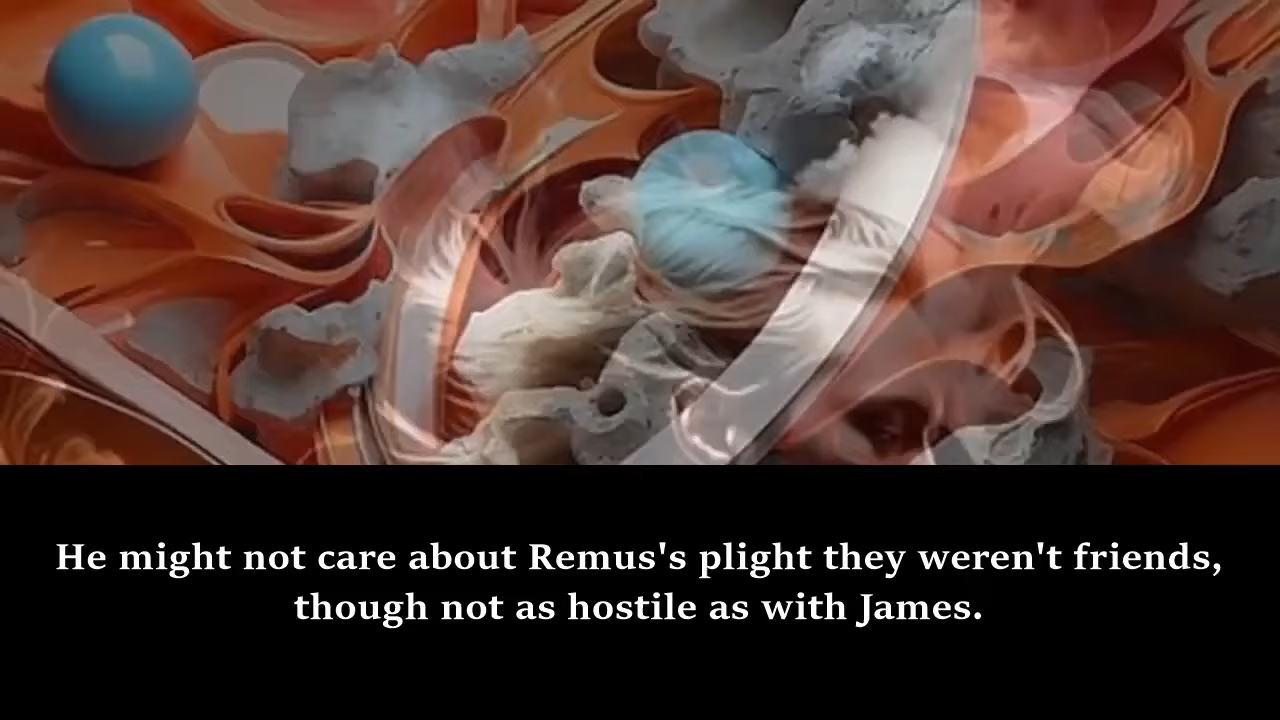 He might not care about Remus's plight they weren't friends,
though not as hostile as with James.